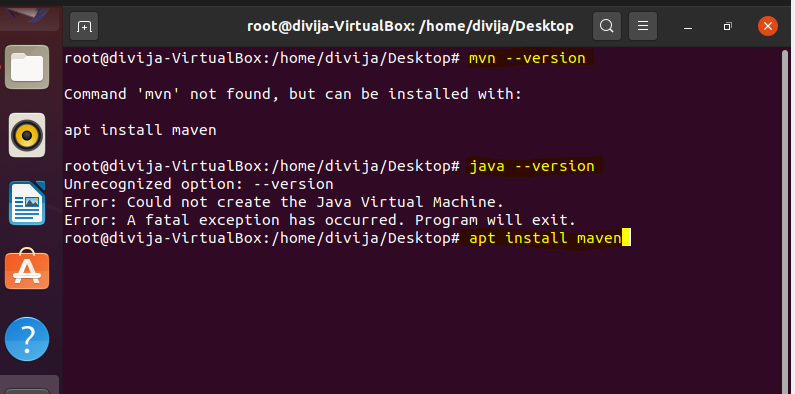 root@divija-VirtualBox: /home/divija/Desktop
root@divija-VirtualBox:/home/divija/Desktop# mvn --version
Command 'mvn' not found, but can be installed with:
apt install maven
root@divija-VirtualBox:/home/divija/Desktop# java --version
Unrecognized option: --version
Error: Could not create the Java Virtual Machine.
Error: A fatal exception has occurred. Program will exit.
root@divija-VirtualBox:/home/divija/Desktop# apt install maven